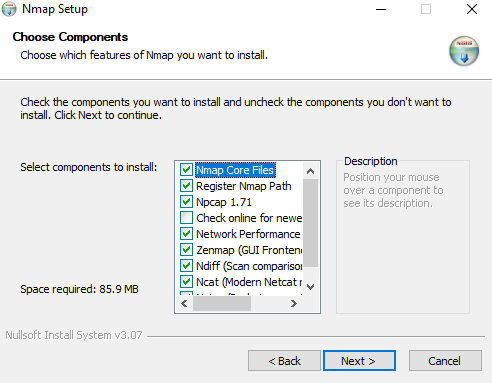 Nmap Setup
Choose Components
Choose which features of Nmap you want to install.
Check the components you want to install and uncheck the components you don't want to
install. Click Next to continue.
Select components to install:
Nmap Core Files
Register Nmap Path
Npcap 1.71
Check online for newe
Network Performance
Zenmap (GUI Frontend
Ndiff (Scan comparison
Ncat (Modern Netcat r
Description
Position your mouse
over a component to
see its description.
Space required: 85.9 MB
Nullsoft Install System v3.07
< Back
Next >
Cancel